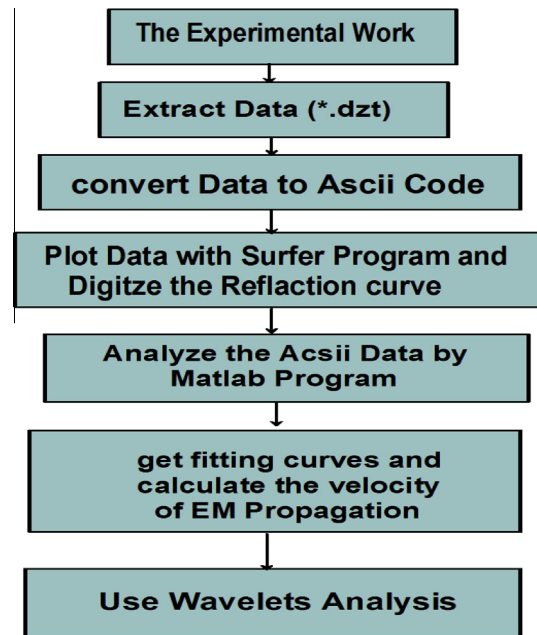 The Experimental Work
Extract Data (*.dzt)
convert Data to Ascii Code
Plot Data with Surfer Program and
Digitze the Reflaction curve
Analyze the Acsii Data by
Matlab Program
get fitting curves and
calculate the velocity
of EM Propagation
Use Wavelets Analysis